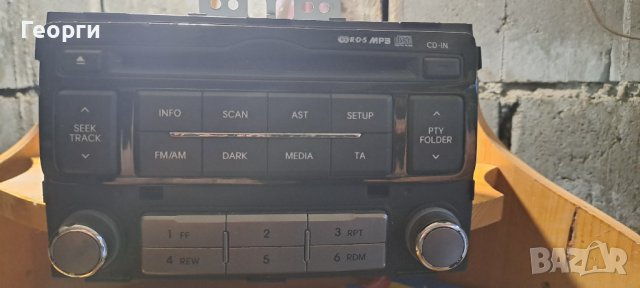 Георги
RDS MP3
CD-IN
SEEK TRACK
INFO SCAN AST SETUP
PTY FOLDER
FM/AM DARK MEDIA TA
1 FF 2 3 RPT
4 REW 5 6 RDM
BAZAR